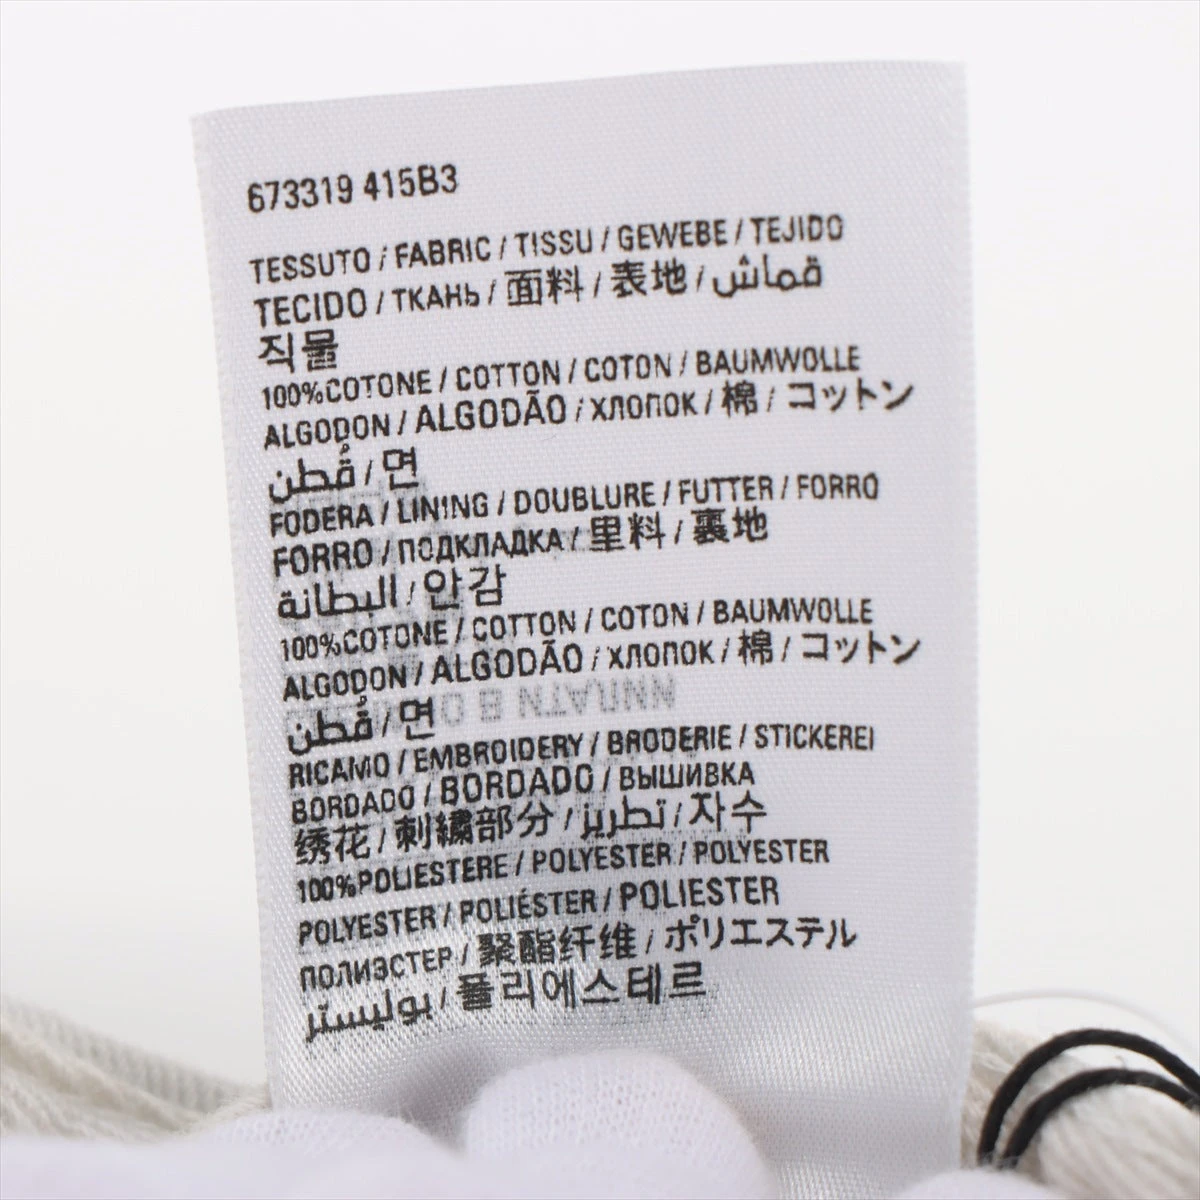 673319 415B3
TESSUTO / FABRIC / TISSU / GEWEBE / TEJIDO
TECIDO / ТКАНЬ / 面料 / 表地 / قماش
직물
100%COTONE / COTTON / COTON / BAUMWOLLE
ALGODON / ALGODÃO / ХЛОПОК / 棉 / コットン
قُطن / 면
FODERA / LINING / DOUBLURE / FUTTER / FORRO
FORRO / ПОДКЛАДКА / 里料 / 裏地
البطانة / 안감
100%COTONE / COTTON / COTON / BAUMWOLLE
ALGODON / ALGODÃO / ХЛОПОК / 棉 / コットン
قُطن / 면
RICAMO / EMBROIDERY / BRODERIE / STICKEREI
BORDADO / BORDADO / ВЫШИВКА
绣花 / 刺繍部分 / تطريز / 자수
100%POLIESTERE / POLYESTER / POLYESTER
POLYESTER / POLIÉSTER / POLIESTER
ПОЛИЭСТЕР / 聚酯纤维 / ポリエステル
بوليستر / 폴리에스테르